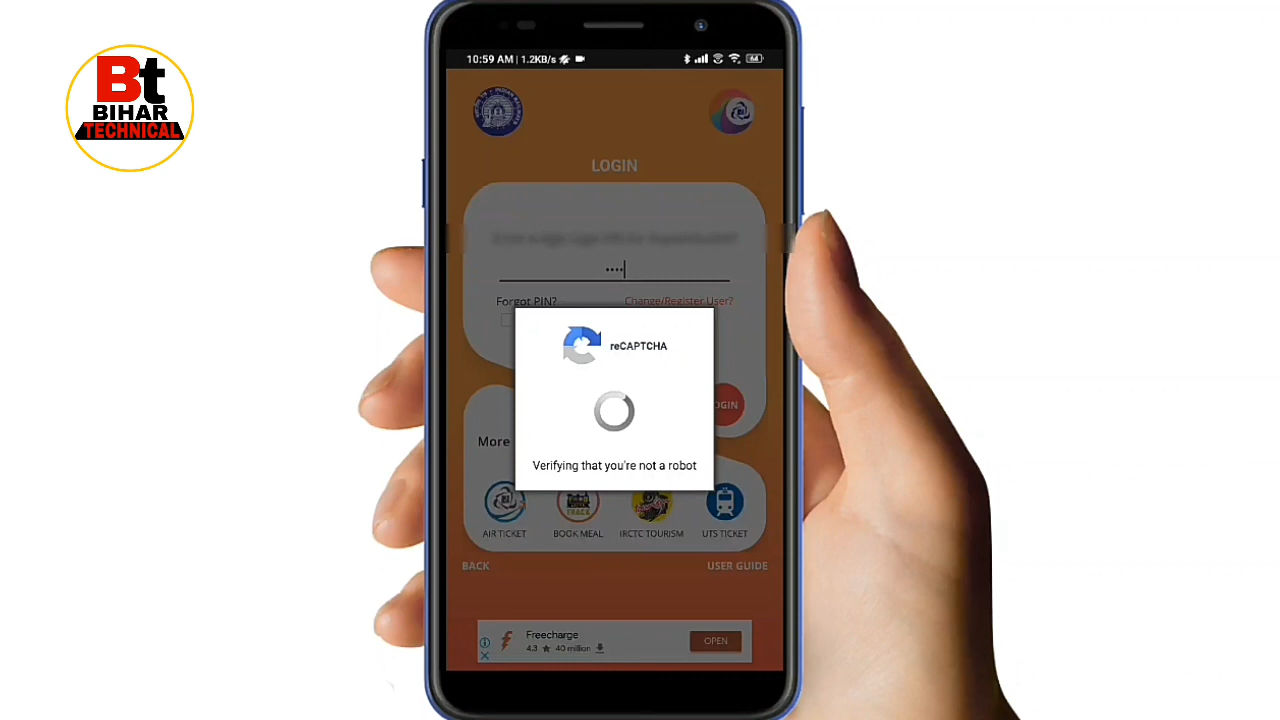 Bt
BIHAR
TECHNICAL
10:59 AM | 1.2KB/s
64
LOGIN
••••
Forgot PIN?
Change/Register User?
reCAPTCHA
OGIN
More
Verifying that you're not a robot
AIR TICKET
BOOK MEAL
IRCTC TOURISM
UTS TICKET
BACK
USER GUIDE
Freecharge
4.3 ★ 40 million
OPEN